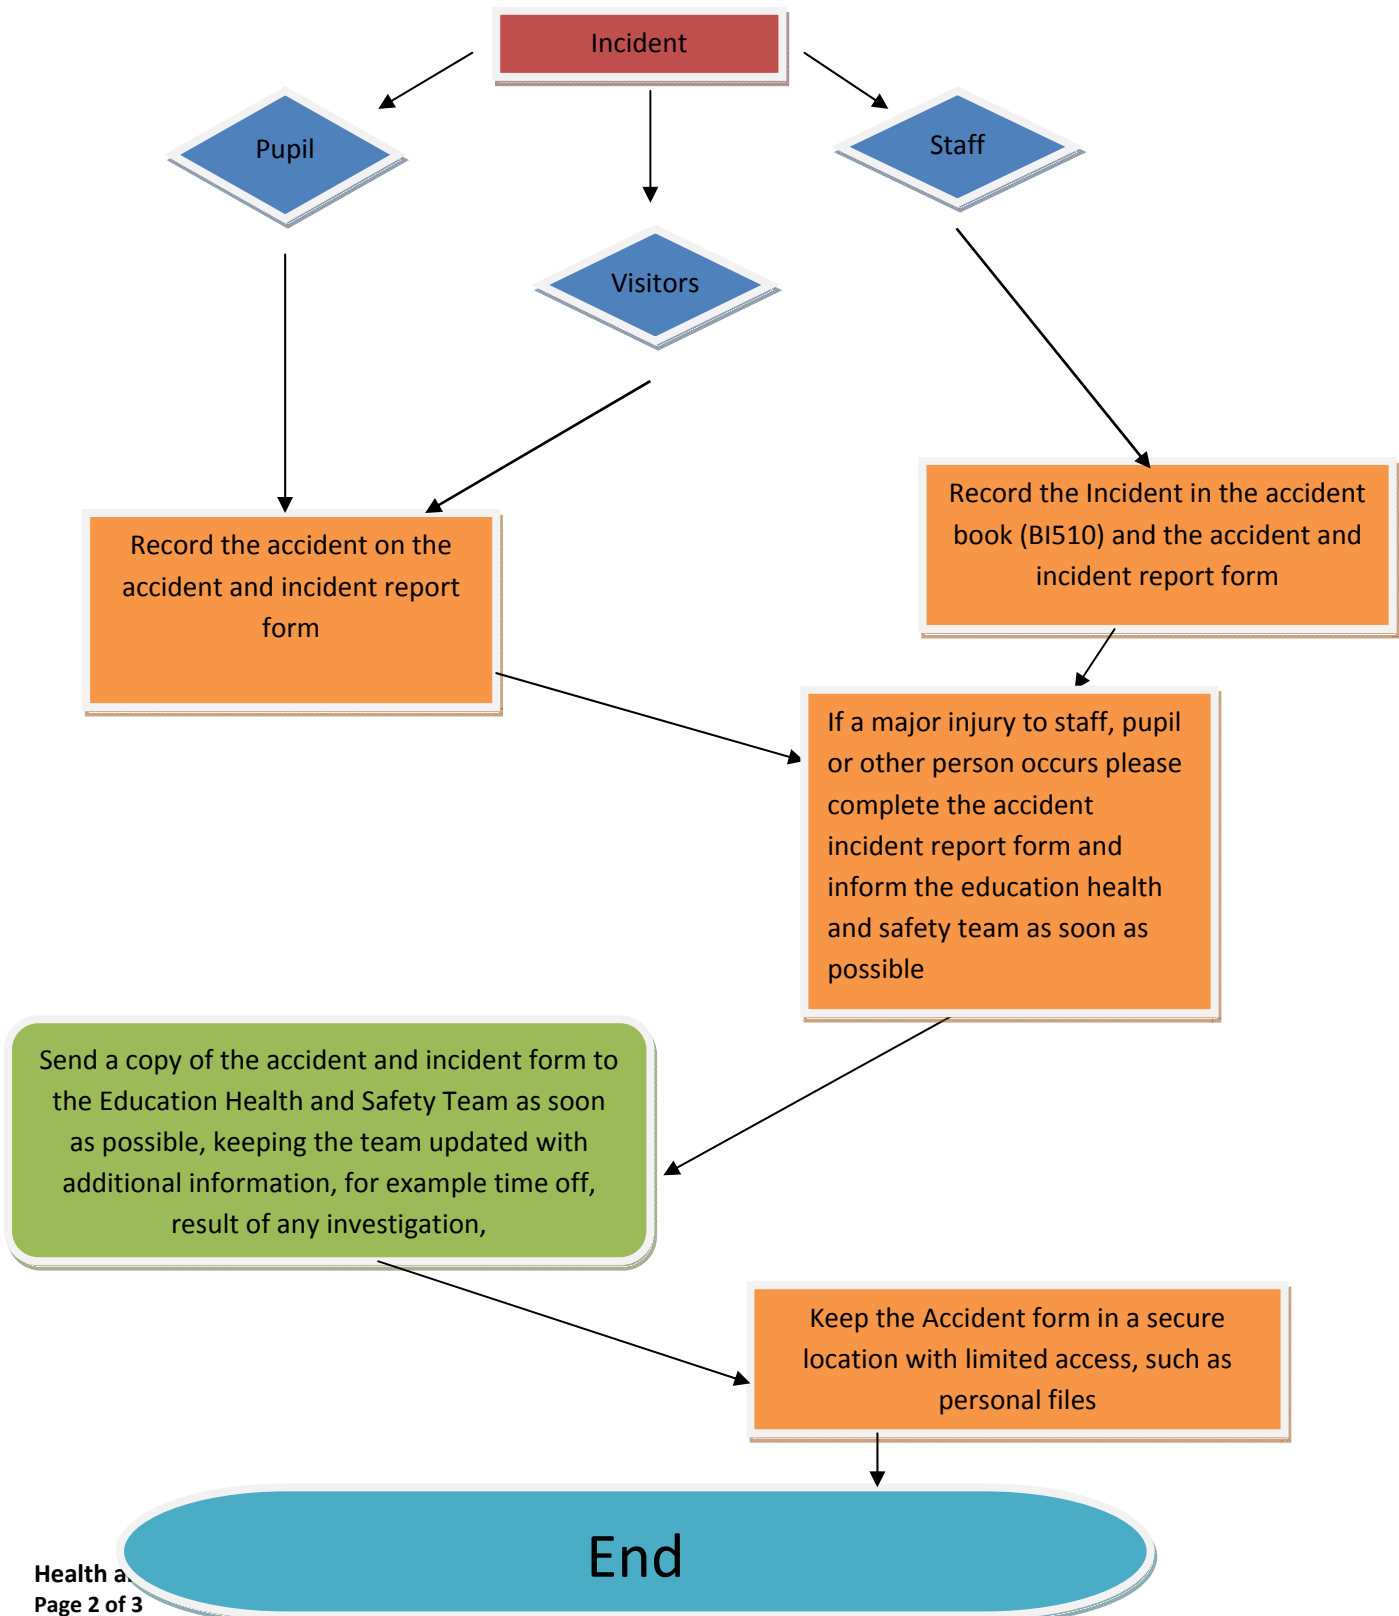 Incident
Pupil
Staff
Visitors
Record the accident on the
accident and incident report
form
Record the Incident in the accident
book (BI510) and the accident and
incident report form
If a major injury to staff, pupil
or other person occurs please
complete the accident
incident report form and
inform the education health
and safety team as soon as
possible
Send a copy of the accident and incident form to
the Education Health and Safety Team as soon
as possible, keeping the team updated with
additional information, for example time off,
result of any investigation,
Keep the Accident form in a secure
location with limited access, such as
personal files
End
Health
Page 2 of 3